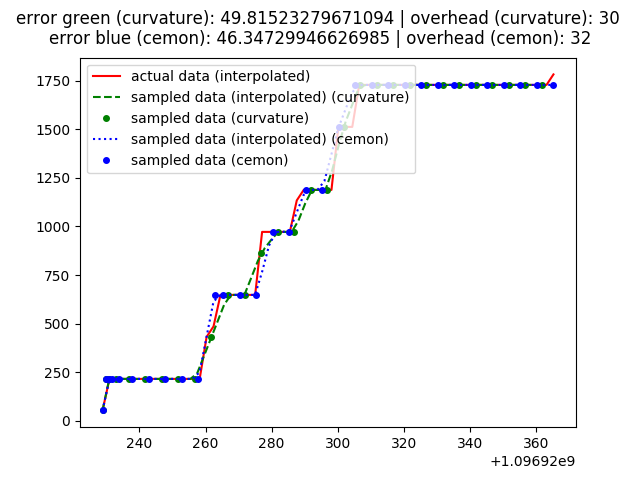 error green (curvature): 49.81523279671094 | overhead (curvature): 30
error blue (cemon): 46.34729946626985 | overhead (cemon): 32
actual data (interpolated)
sampled data (interpolated) (curvature)
sampled data (curvature)
sampled data (interpolated) (cemon)
sampled data (cemon)
1750
1500
1250
1000
750
500
250
0
240 260 280 300 320 340 360
+1.09692e9